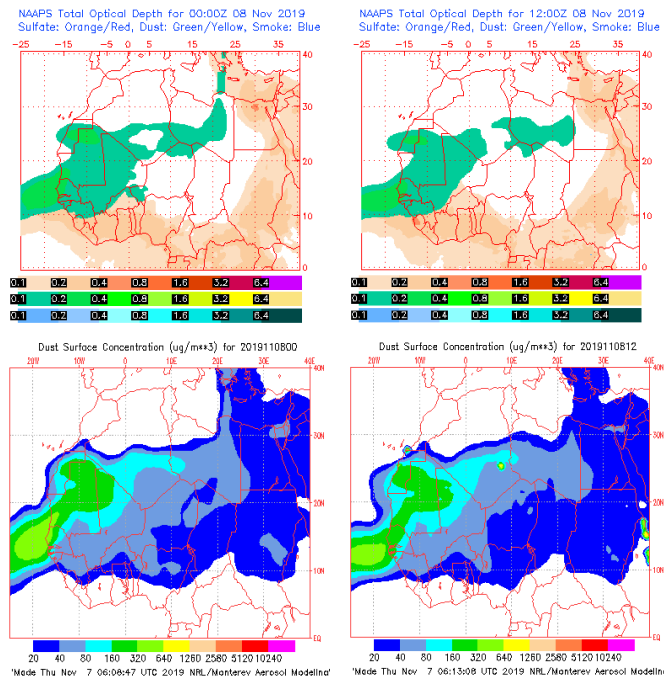 NAAPS Total Optical Depth for 00:00Z 08 Nov 2019
Sulfate: Orange/Red, Dust: Green/Yellow, Smoke: Blue
-25 -15 -5 5 15 25 35 40
30
20
10
0
0.1 0.2 0.4 0.8 1.6 3.2 6.4
0.1 0.2 0.4 0.8 1.6 3.2 6.4
0.1 0.2 0.4 0.8 1.6 3.2 6.4
NAAPS Total Optical Depth for 12:00Z 08 Nov 2019
Sulfate: Orange/Red, Dust: Green/Yellow, Smoke: Blue
-25 -15 -5 5 15 25 35 40
30
20
10
0
0.1 0.2 0.4 0.8 1.6 3.2 6.4
0.1 0.2 0.4 0.8 1.6 3.2 6.4
0.1 0.2 0.4 0.8 1.6 3.2 6.4
Dust Surface Concentration (ug/m**3) for 2019110800
20W 10W 0 10E 20E 30E 40E
40N
30N
20N
10N
EQ
20 40 80 160 320 640 1280 2580 5120 10240
'Made Thu Nov 7 06:08:47 UTC 2019 NRL/Monterey Aerosol Modeling'
Dust Surface Concentration (ug/m**3) for 2019110812
20W 10W 0 10E 20E 30E 40E
40N
30N
20N
10N
EQ
20 40 80 160 320 640 1280 2580 5120 10240
'Made Thu Nov 7 06:13:08 UTC 2019 NRL/Monterey Aerosol Modeling'